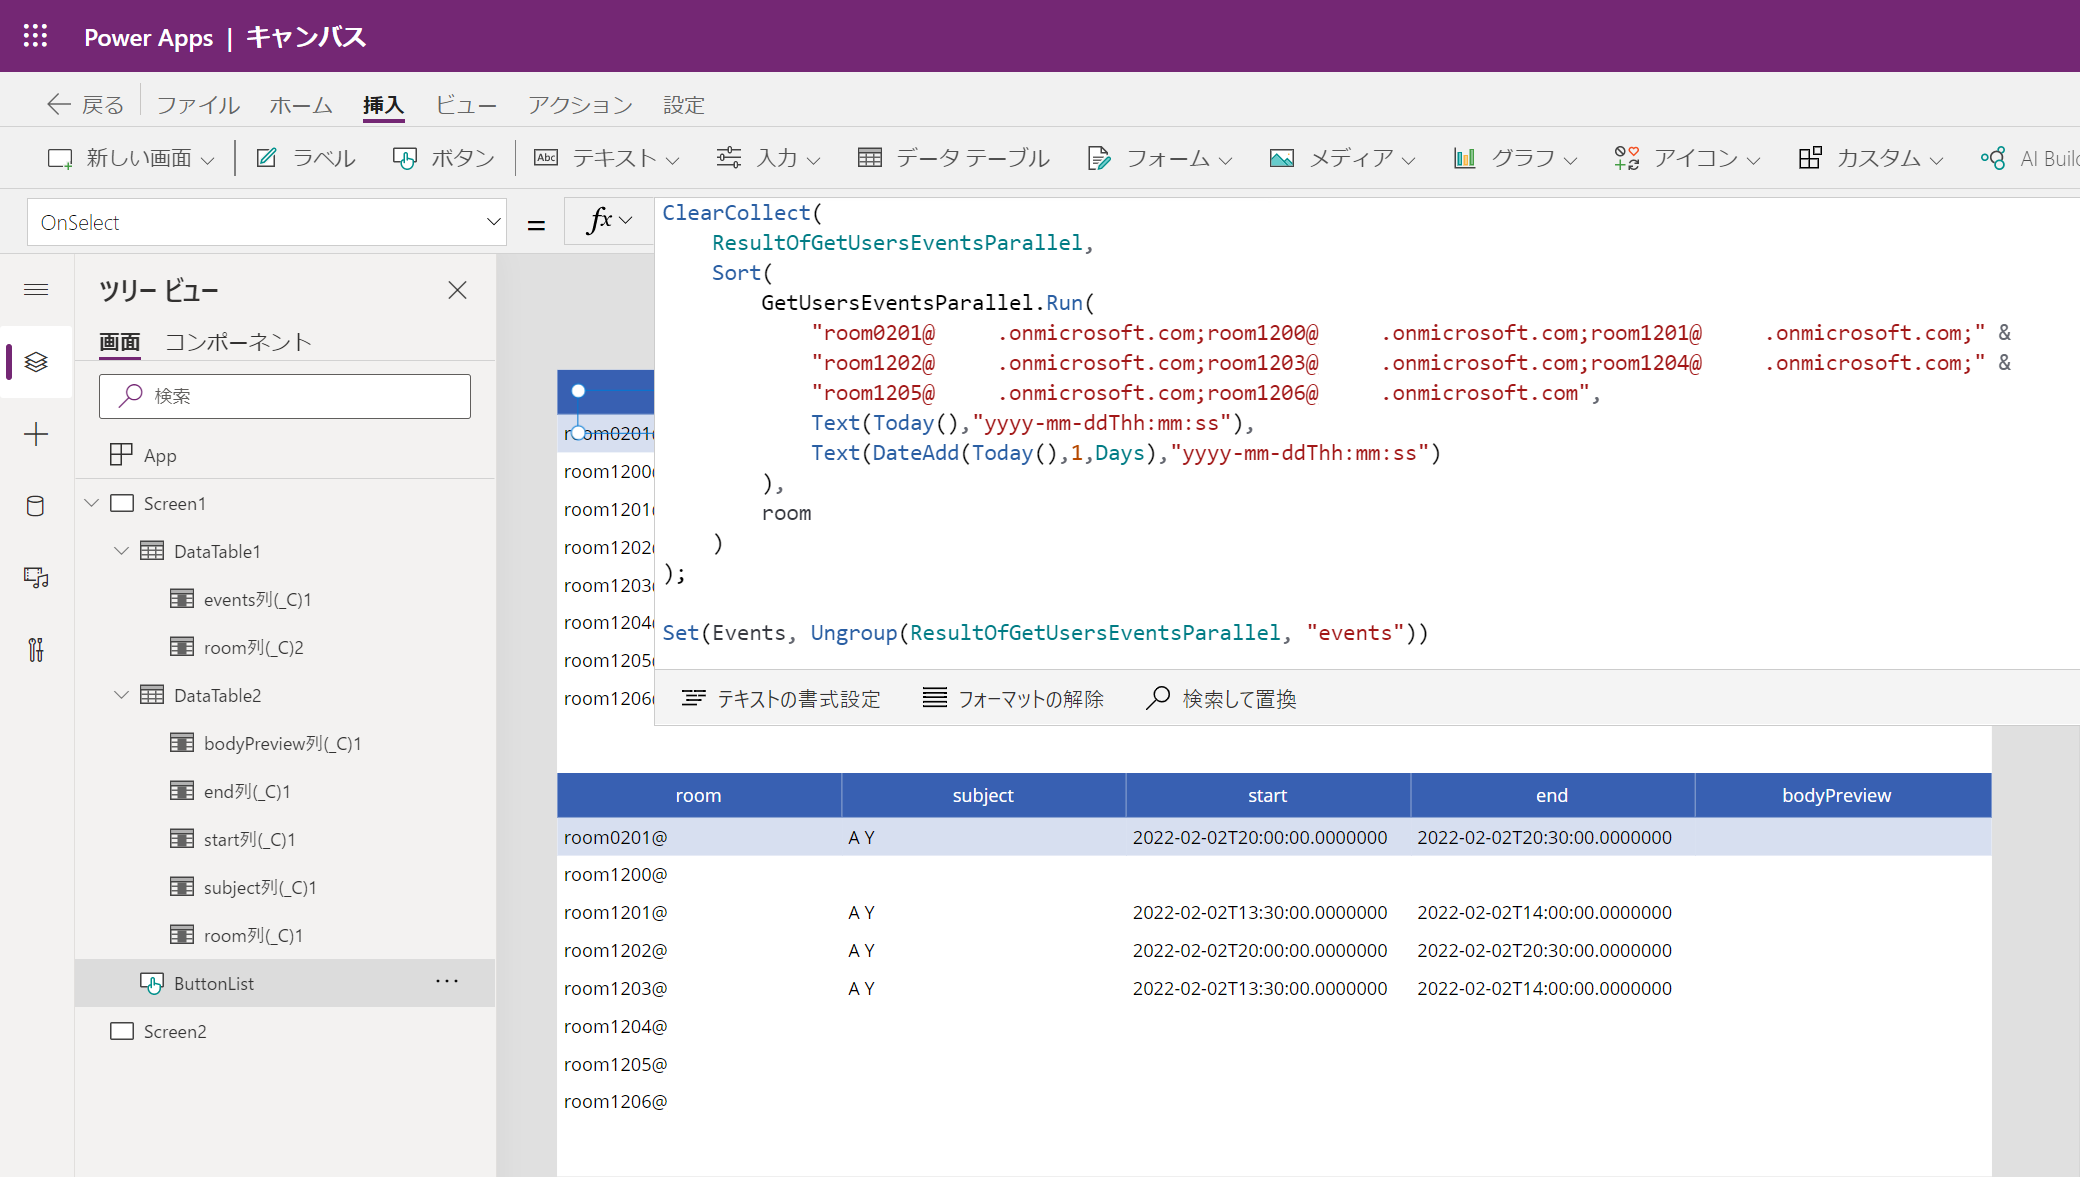 Power Apps | キャンバス
戻る ファイル ホーム 挿入 ビュー アクション 設定
新しい画面 ラベル ボタン Abc テキスト 入力 データ テーブル フォーム メディア グラフ アイコン カスタム AI Buil
OnSelect = fx
ClearCollect(
ResultOfGetUsersEventsParallel,
Sort(
GetUsersEventsParallel.Run(
"room0201@ .onmicrosoft.com;room1200@ .onmicrosoft.com;room1201@ .onmicrosoft.com;" &
"room1202@ .onmicrosoft.com;room1203@ .onmicrosoft.com;room1204@ .onmicrosoft.com;" &
"room1205@ .onmicrosoft.com;room1206@ .onmicrosoft.com",
Text(Today(),"yyyy-mm-ddThh:mm:ss"),
Text(DateAdd(Today(),1,Days),"yyyy-mm-ddThh:mm:ss")
),
room
)
);
Set(Events, Ungroup(ResultOfGetUsersEventsParallel, "events"))
テキストの書式設定 フォーマットの解除 検索して置換
ツリー ビュー
画面 コンポーネント
検索
App
Screen1
DataTable1
events列(_C)1
room列(_C)2
DataTable2
bodyPreview列(_C)1
end列(_C)1
start列(_C)1
subject列(_C)1
room列(_C)1
ButtonList ...
Screen2
room0201
room1200
room1201
room1202
room1203
room1204
room1205
room1206
room subject start end bodyPreview
room0201@ A Y 2022-02-02T20:00:00.0000000 2022-02-02T20:30:00.0000000
room1200@
room1201@ A Y 2022-02-02T13:30:00.0000000 2022-02-02T14:00:00.0000000
room1202@ A Y 2022-02-02T20:00:00.0000000 2022-02-02T20:30:00.0000000
room1203@ A Y 2022-02-02T13:30:00.0000000 2022-02-02T14:00:00.0000000
room1204@
room1205@
room1206@